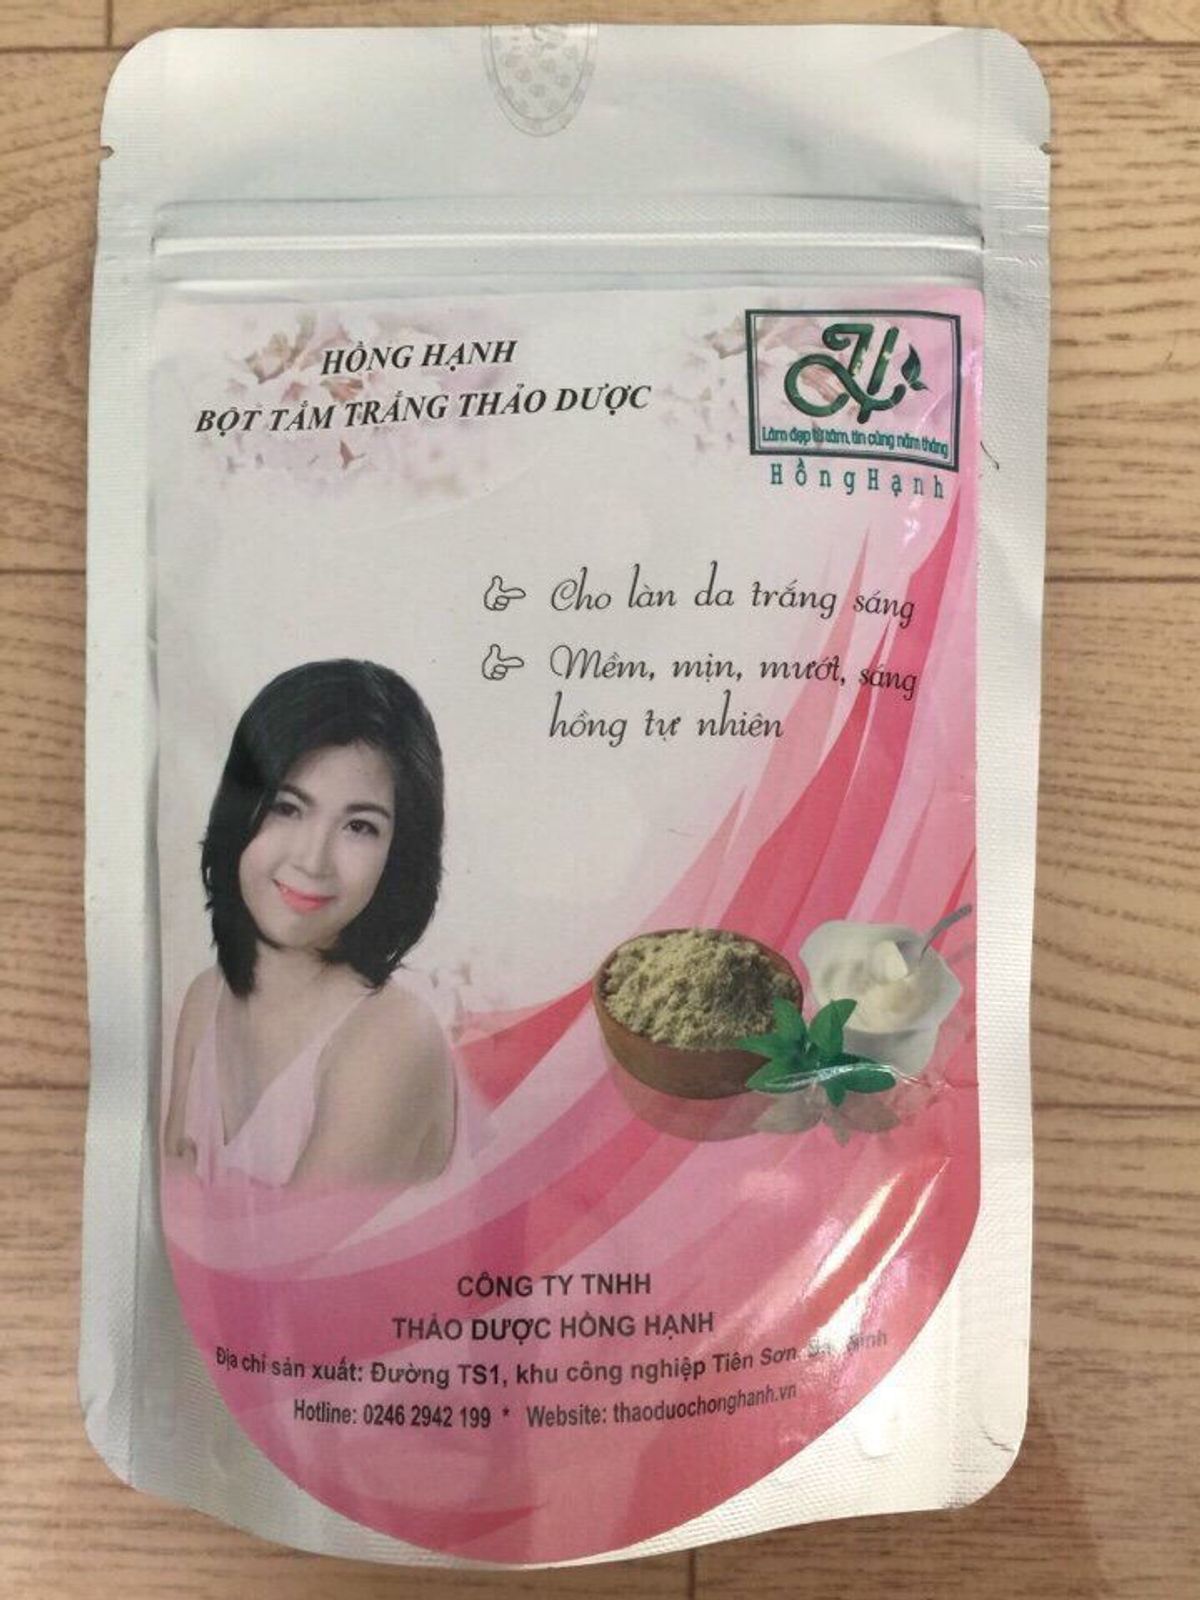 HỒNG HẠNH
BỘT TẮM TRẮNG THẢO DƯỢC
Làm đẹp từ tâm, tin cùng năm tháng
HồngHạnh
Cho làn da trắng sáng
Mềm, mịn, mướt, sáng
hồng tự nhiên
CÔNG TY TNHH
THẢO DƯỢC HỒNG HẠNH
Địa chỉ sản xuất: Đường TS1, khu công nghiệp Tiên Sơn
Hotline: 0246 2942 199 * Website: thaoduochonghanh.vn